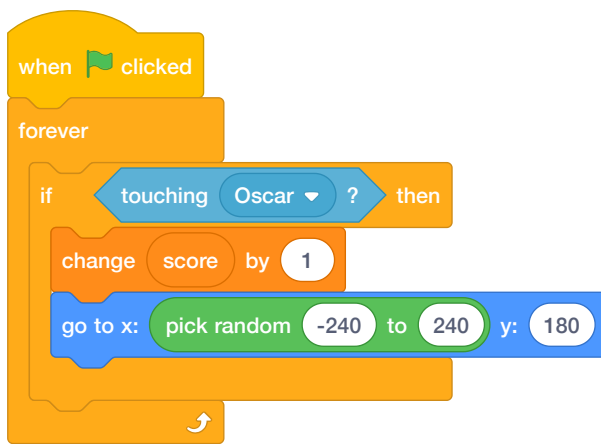 when clicked
forever
if touching Oscar ? then
change score by 1
go to x: pick random -240 to 240 y: 180